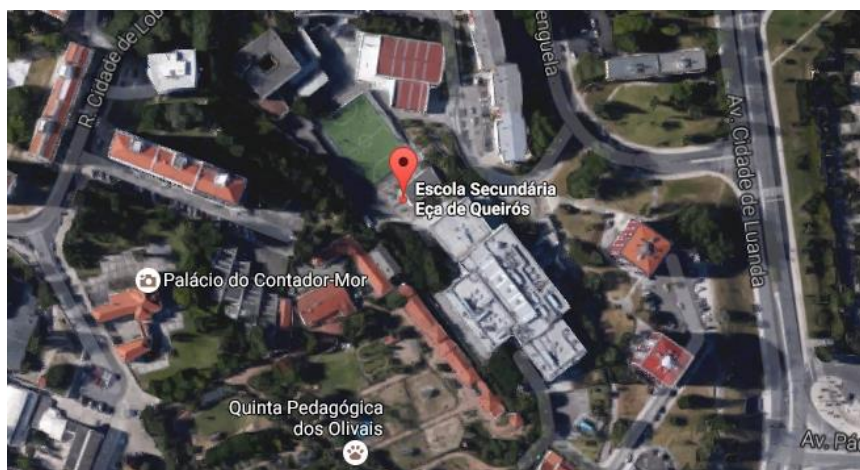 R. Cidade de Lob
enguela
Av. Cidade de Luanda
Escola Secundária
Eça de Queirós
Palácio do Contador-Mor
Quinta Pedagógica
dos Olivais
Av. Pá